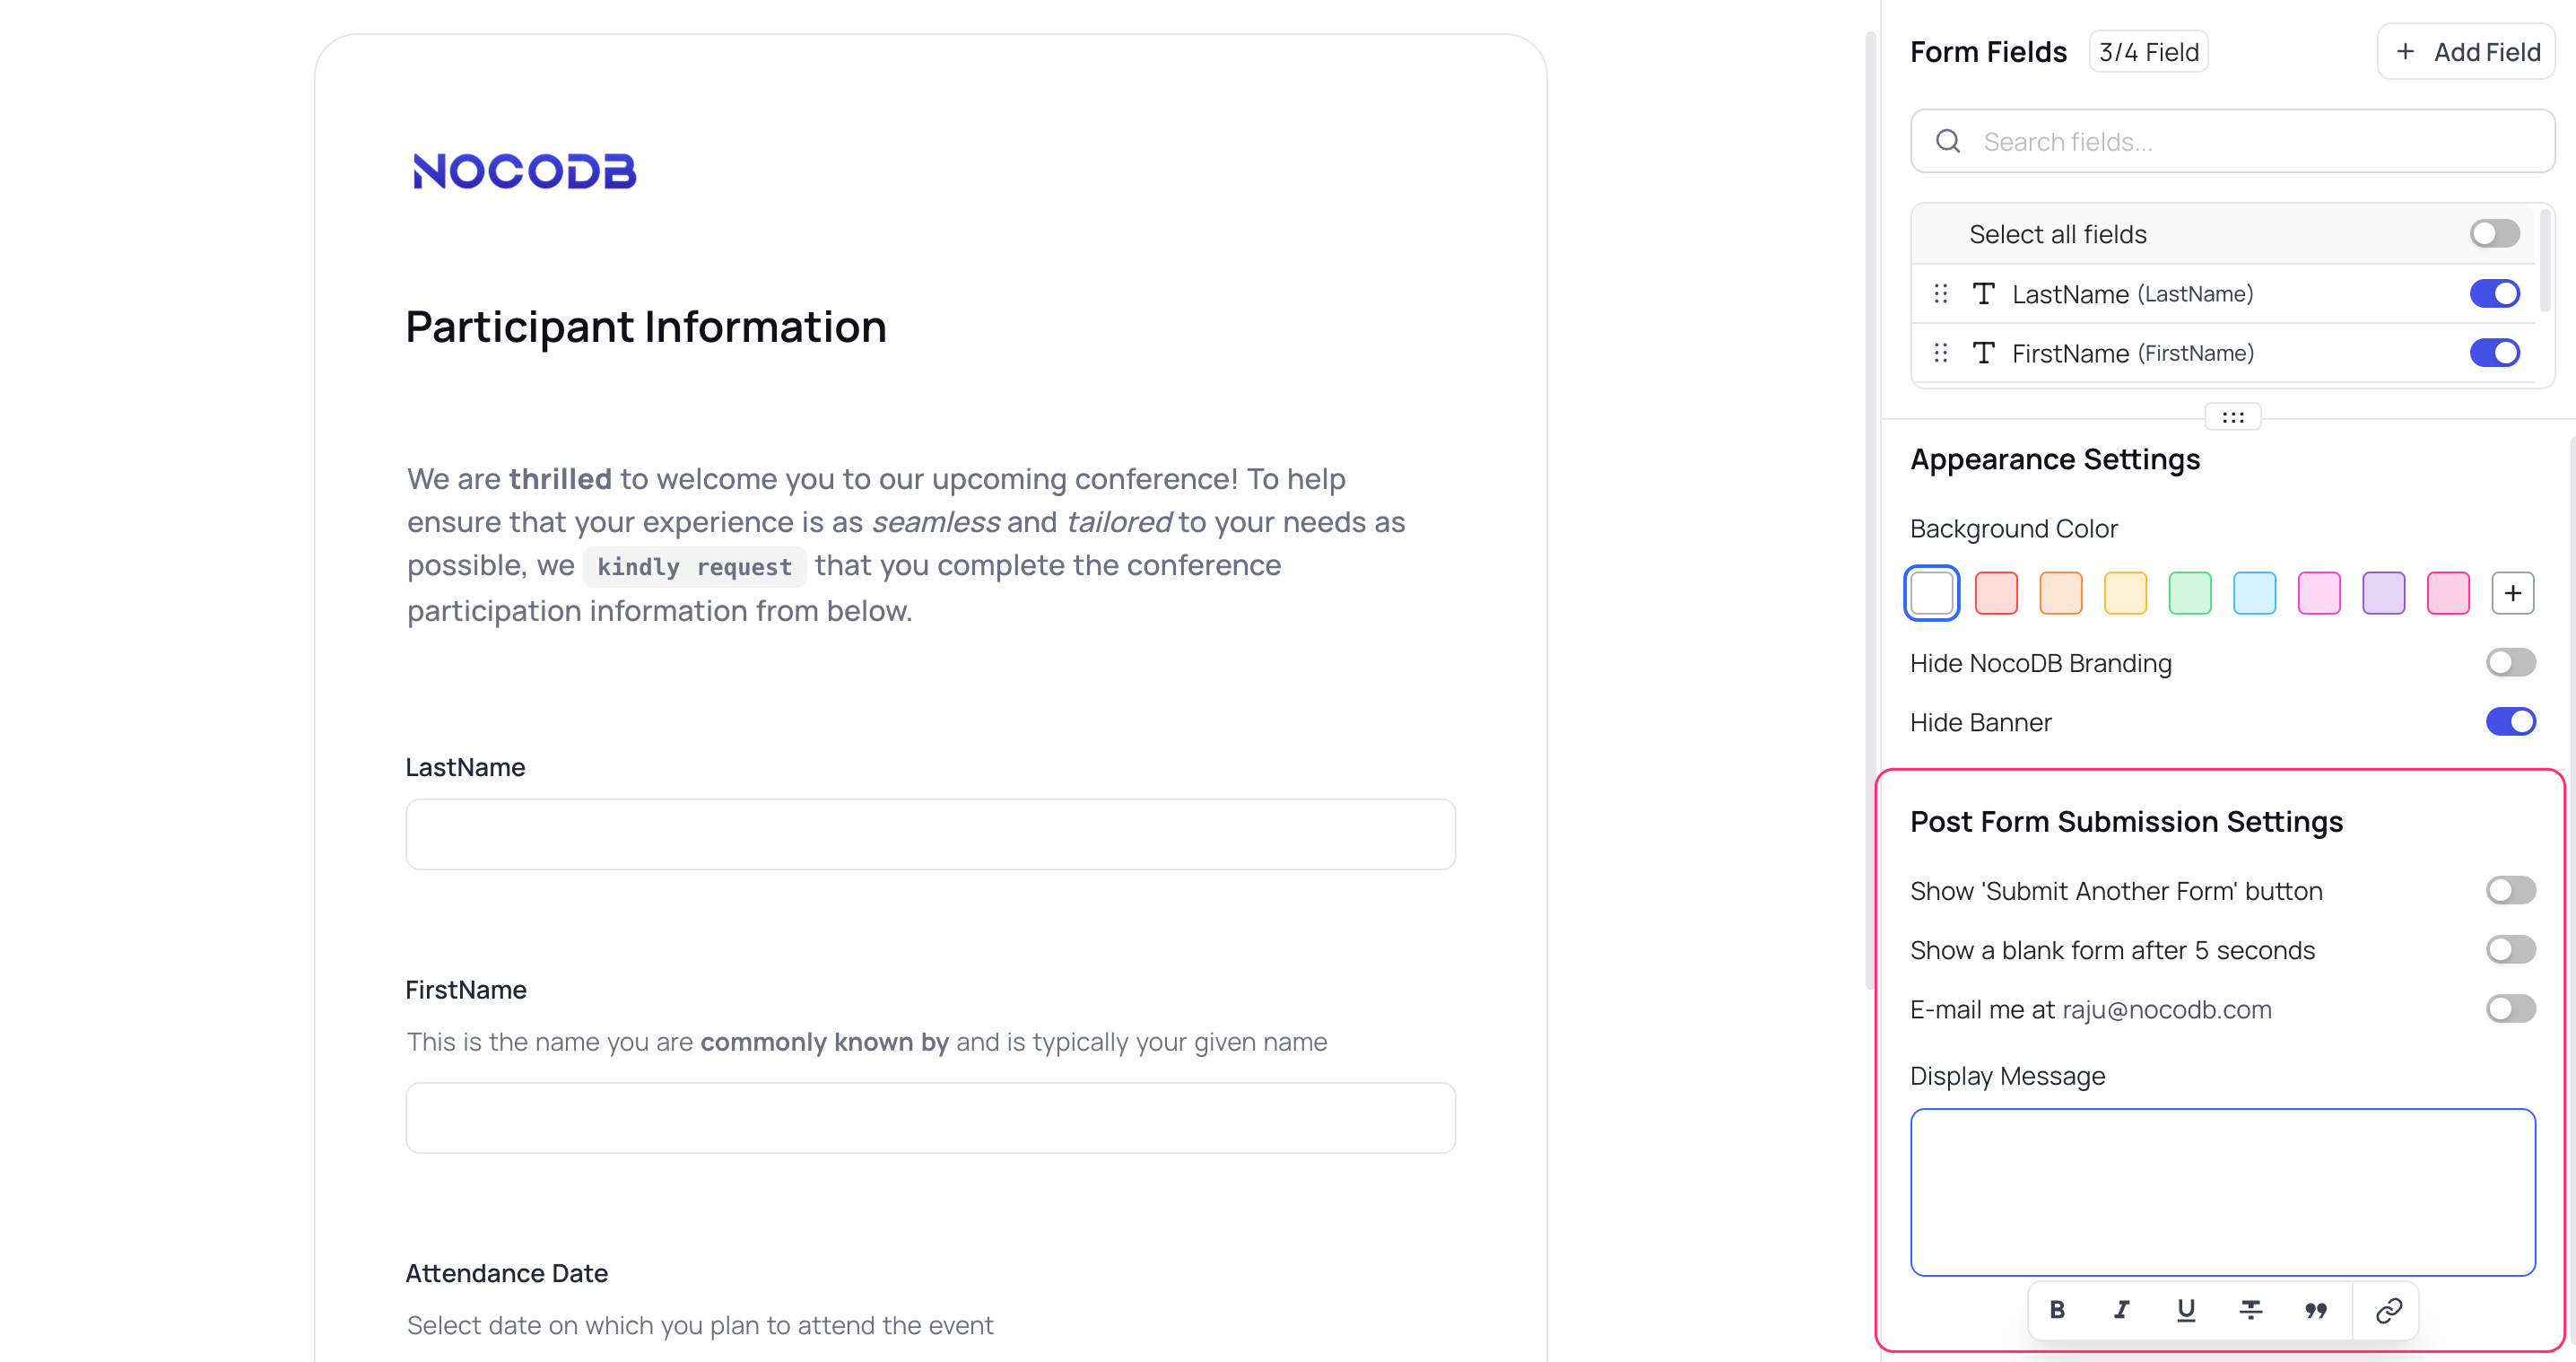 NOCODB
Participant Information
We are thrilled to welcome you to our upcoming conference! To help
ensure that your experience is as seamless and tailored to your needs as
possible, we kindly request that you complete the conference
participation information from below.
LastName
FirstName
This is the name you are commonly known by and is typically your given name
Attendance Date
Select date on which you plan to attend the event
Form Fields 3/4 Field + Add Field
Search fields...
Select all fields
LastName (LastName)
FirstName (FirstName)
Appearance Settings
Background Color
Hide NocoDB Branding
Hide Banner
Post Form Submission Settings
Show 'Submit Another Form' button
Show a blank form after 5 seconds
E-mail me at raju@nocodb.com
Display Message